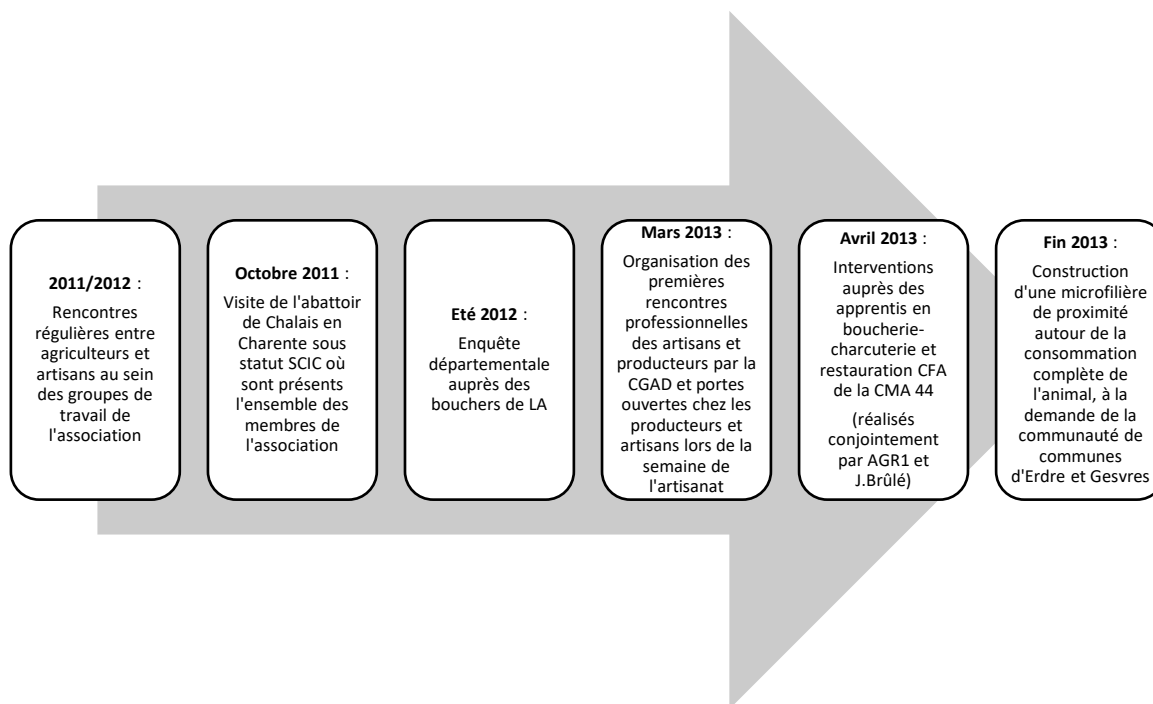 2011/2012 :
Rencontres
régulières entre
agriculteurs et
artisans au sein
des groupes de
travail de
l'association
Octobre 2011 :
Visite de l'abattoir
de Chalais en
Charente sous
statut SCIC où
sont présents
l'ensemble des
membres de
l'association
Eté 2012 :
Enquête
départementale
auprès des
bouchers de LA
Mars 2013 :
Organisation des
premières
rencontres
professionnelles
des artisans et
producteurs par la
CGAD et portes
ouvertes chez les
producteurs et
artisans lors de la
semaine de
l'artisanat
Avril 2013 :
Interventions
auprès des
apprentis en
boucherie-
charcuterie et
restauration CFA
de la CMA 44
(réalisés
conjointement
par AGR1 et
J.Brûlé)
Fin 2013 :
Construction
d'une microfilière
de proximité
autour de la
consommation
complète de
l'animal, à la
demande de la
communauté de
communes
d'Erdre et Gesvres